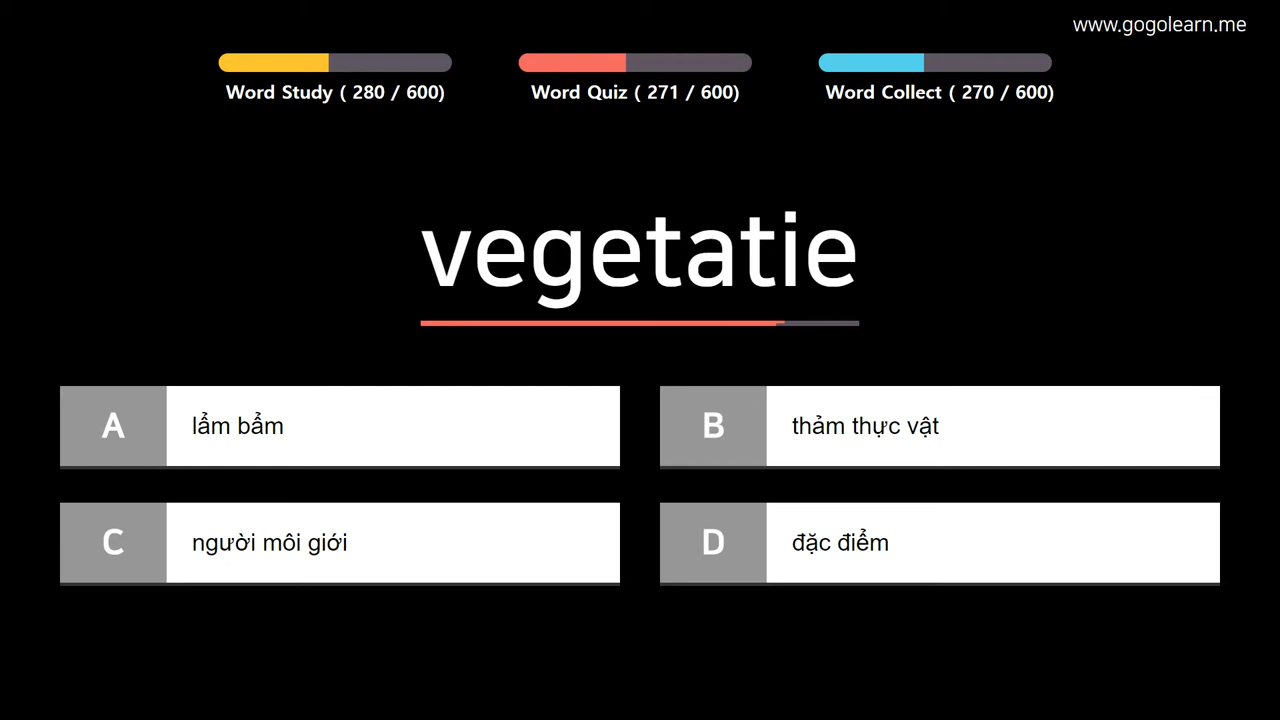 www.gogolearn.me
Word Study ( 280 / 600)
Word Quiz ( 271 / 600)
Word Collect ( 270 / 600)
vegetatie
A lẩm bẩm
B thảm thực vật
C người môi giới
D đặc điểm